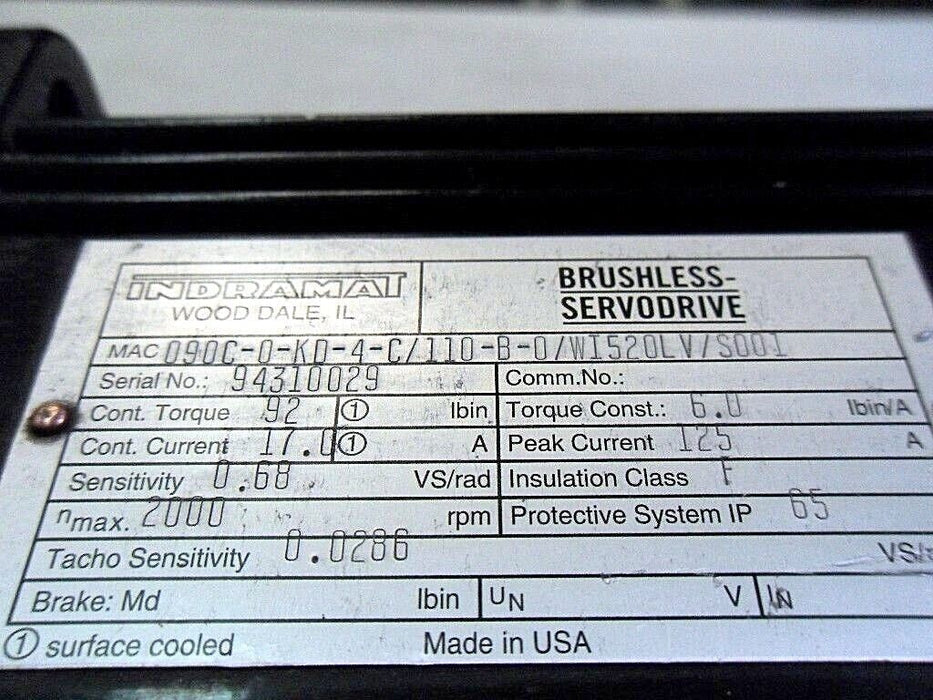 INDRAMAT
WOOD DALE, IL
BRUSHLESS-
SERVODRIVE
MAC 090C-0-KD-4-C/110-B-0/WI520LV/S001
Serial No.: 94310029 Comm.No.:
Cont. Torque 92 ① lbin Torque Const.: 6.0 lbin/A
Cont. Current 17.0 ① A Peak Current 125 A
Sensitivity 0.68 VS/rad Insulation Class F
nmax. 2000 rpm Protective System IP 65
Tacho Sensitivity 0.0286 VS/
Brake: Md lbin UN V IN
① surface cooled Made in USA